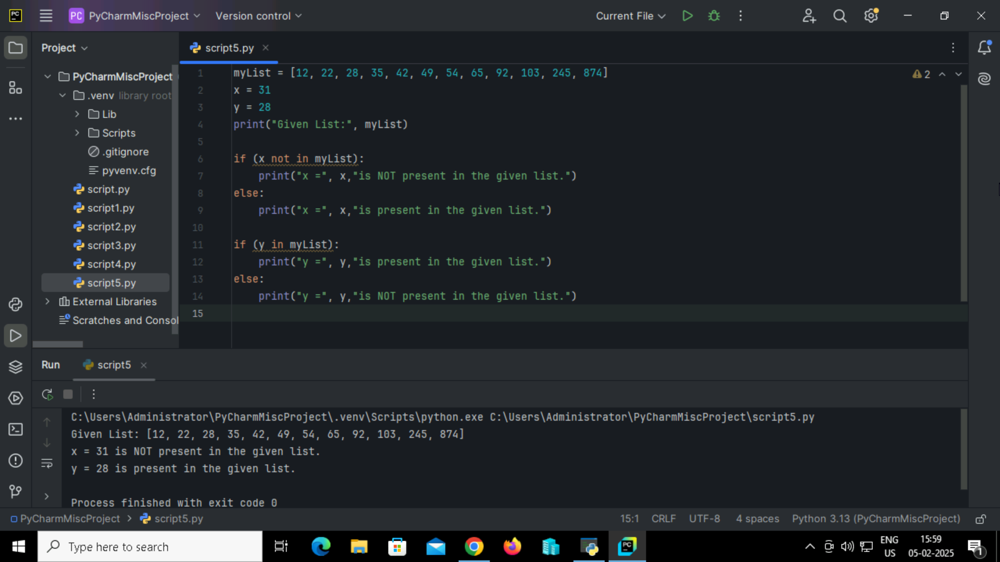 PC PC PyCharmMiscProject Version control Current File
Project script5.py
PyCharmMiscProject
.venv library root
Lib
Scripts
.gitignore
pyvenv.cfg
script.py
script1.py
script2.py
script3.py
script4.py
script5.py
External Libraries
Scratches and Consol
1 myList = [12, 22, 28, 35, 42, 49, 54, 65, 92, 103, 245, 874] 2
2 x = 31
3 y = 28
4 print("Given List:", myList)
5
6 if (x not in myList):
7 print("x =", x,"is NOT present in the given list.")
8 else:
9 print("x =", x,"is present in the given list.")
10
11 if (y in myList):
12 print("y =", y,"is present in the given list.")
13 else:
14 print("y =", y,"is NOT present in the given list.")
15
Run script5
C:\Users\Administrator\PyCharmMiscProject\.venv\Scripts\python.exe C:\Users\Administrator\PyCharmMiscProject\script5.py
Given List: [12, 22, 28, 35, 42, 49, 54, 65, 92, 103, 245, 874]
x = 31 is NOT present in the given list.
y = 28 is present in the given list.
Process finished with exit code 0
PyCharmMiscProject > script5.py 15:1 CRLF UTF-8 4 spaces Python 3.13 (PyCharmMiscProject)
Type here to search
PC
ENG
US
15:59
05-02-2025
1